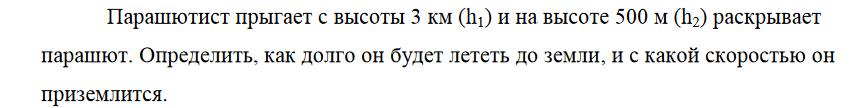 Парашютист прыгает с высоты 3 км (h₁) и на высоте 500 м (h₂) раскрывает
парашют. Определить, как долго он будет лететь до земли, и с какой скоростью он
приземлится.